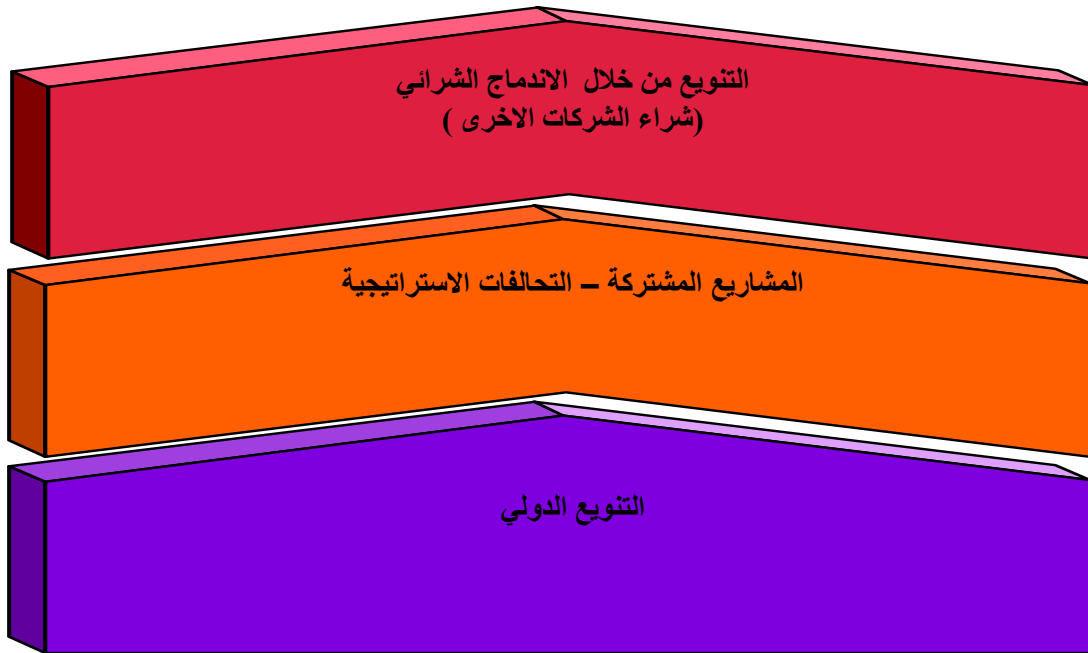 التنويع من خلال الاندماج الشرائي
(شراء الشركات الاخرى )
المشاريع المشتركة – التحالفات الاستراتيجية
التنويع الدولي